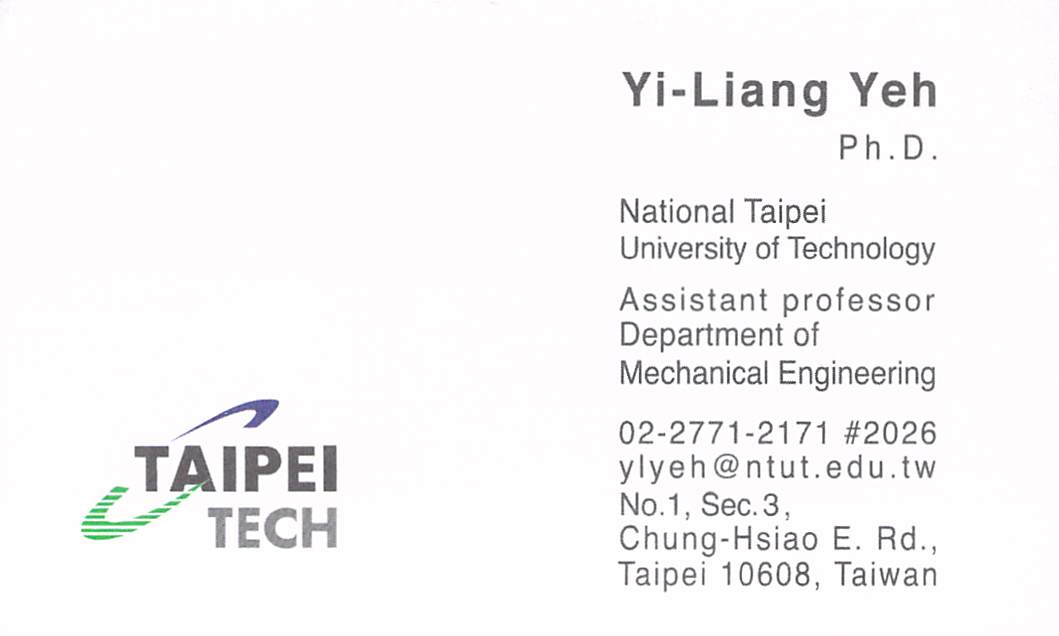 Yi-Liang Yeh
Ph.D.
National Taipei
University of Technology
Assistant professor
Department of
Mechanical Engineering
02-2771-2171 #2026
ylyeh@ntut.edu.tw
No.1, Sec.3,
Chung-Hsiao E. Rd.,
Taipei 10608, Taiwan
TAIPEI
TECH